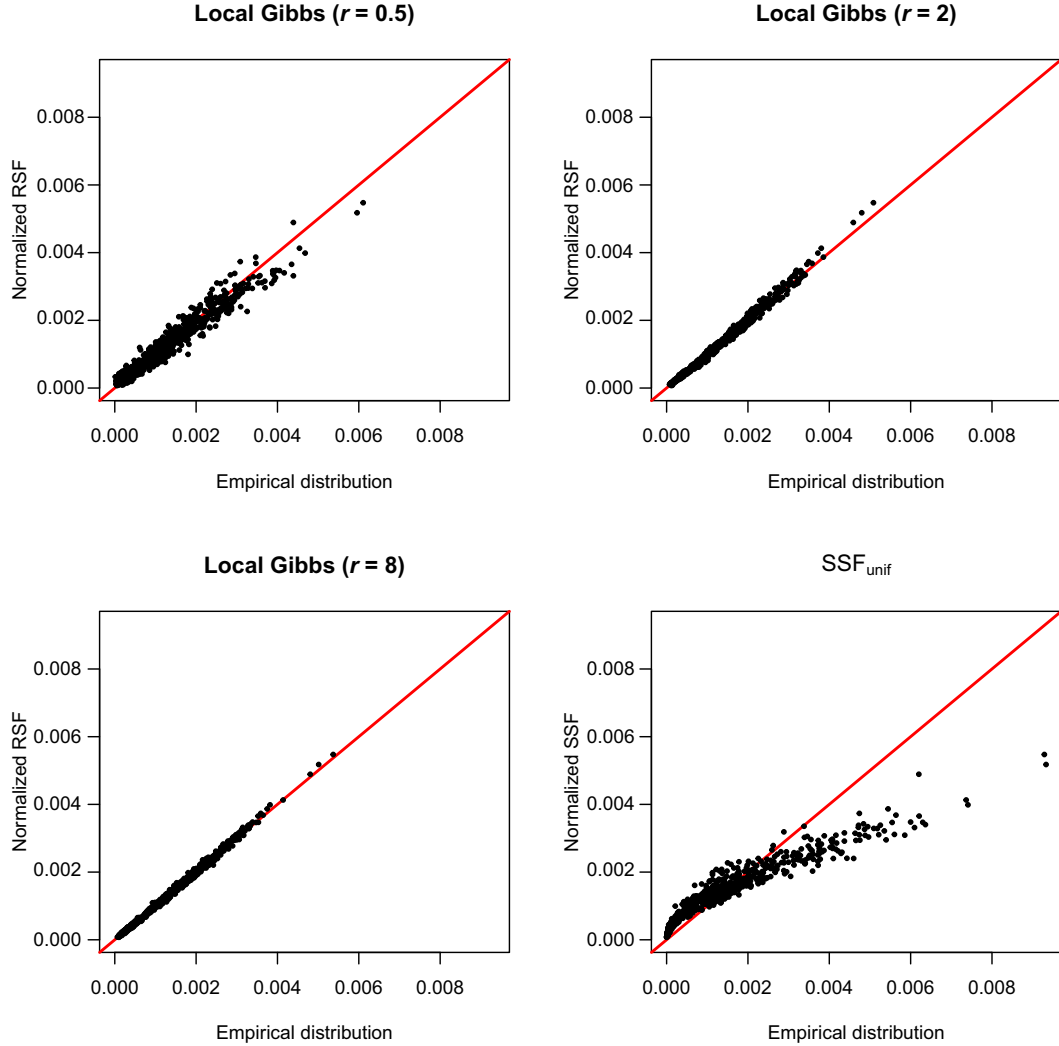 Local Gibbs (r = 0.5)
Normalized RSF
0.008
0.006
0.004
0.002
0.000
0.000 0.002 0.004 0.006 0.008
Empirical distribution
Local Gibbs (r = 2)
Normalized RSF
0.008
0.006
0.004
0.002
0.000
0.000 0.002 0.004 0.006 0.008
Empirical distribution
Local Gibbs (r = 8)
Normalized RSF
0.008
0.006
0.004
0.002
0.000
0.000 0.002 0.004 0.006 0.008
Empirical distribution
SSFunif
Normalized SSF
0.008
0.006
0.004
0.002
0.000
0.000 0.002 0.004 0.006 0.008
Empirical distribution